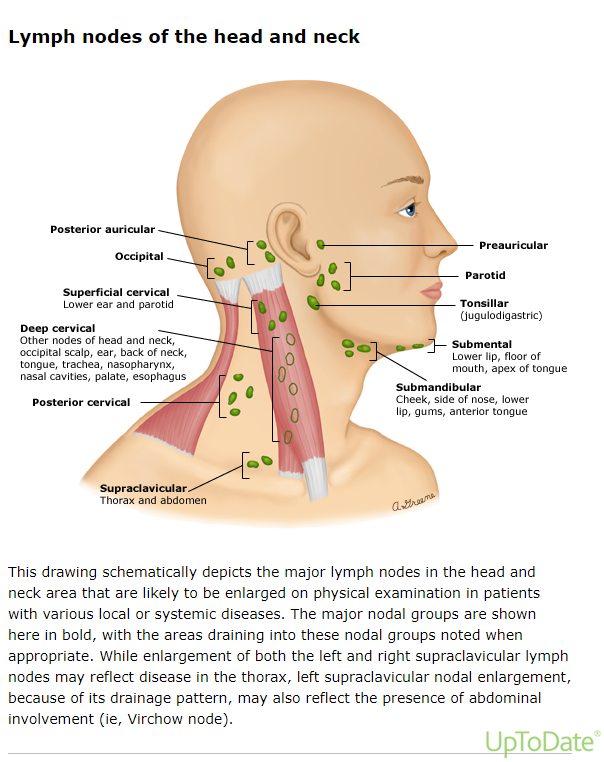 Lymph nodes of the head and neck
Posterior auricular
Occipital
Superficial cervical
Lower ear and parotid
Deep cervical
Other nodes of head and neck,
occipital scalp, ear, back of neck,
tongue, trachea, nasopharynx,
nasal cavities, palate, esophagus
Posterior cervical
Supraclavicular
Thorax and abdomen
Preauricular
Parotid
Tonsillar
(jugulodigastric)
Submental
Lower lip, floor of
mouth, apex of tongue
Submandibular
Cheek, side of nose, lower
lip, gums, anterior tongue
A.Greene
This drawing schematically depicts the major lymph nodes in the head and
neck area that are likely to be enlarged on physical examination in patients
with various local or systemic diseases. The major nodal groups are shown
here in bold, with the areas draining into these nodal groups noted when
appropriate. While enlargement of both the left and right supraclavicular lymph
nodes may reflect disease in the thorax, left supraclavicular nodal enlargement,
because of its drainage pattern, may also reflect the presence of abdominal
involvement (ie, Virchow node).
UpToDate®